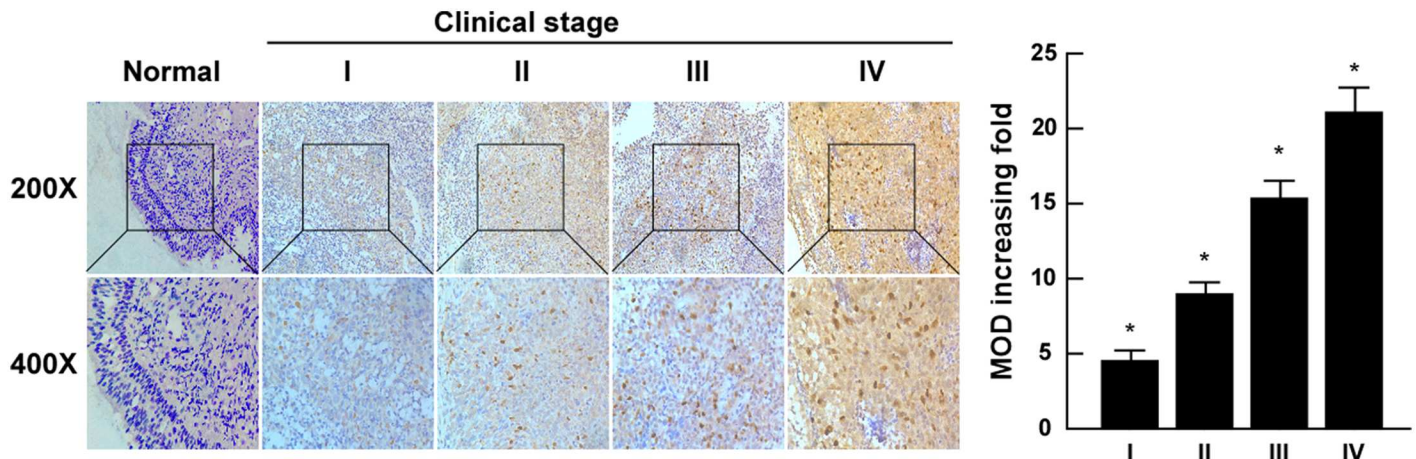 Clinical stage
Normal I II III IV
200X
400X
MOD increasing fold
25
20
15
10
5
0
*
*
*
*
I II III IV